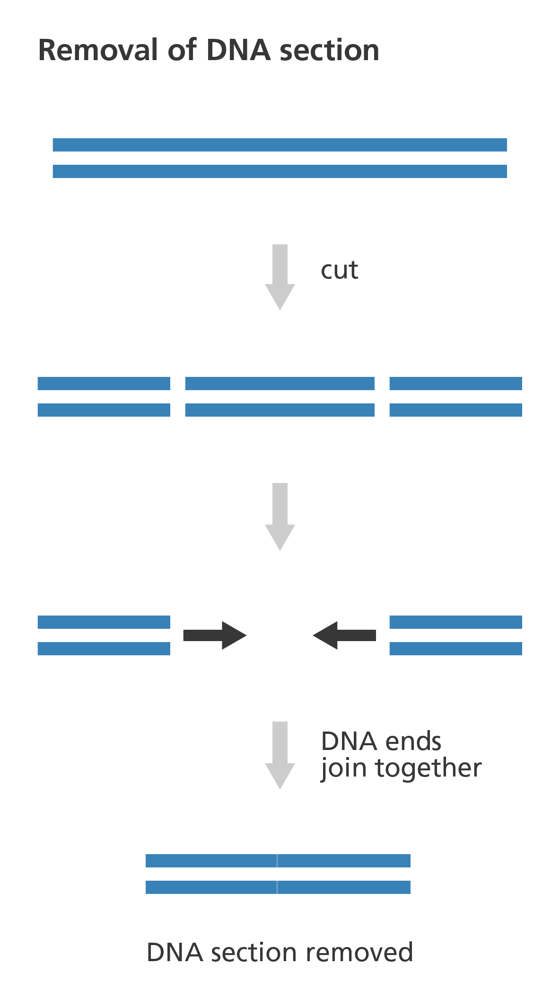 Removal of DNA section
cut
DNA ends
join together
DNA section removed